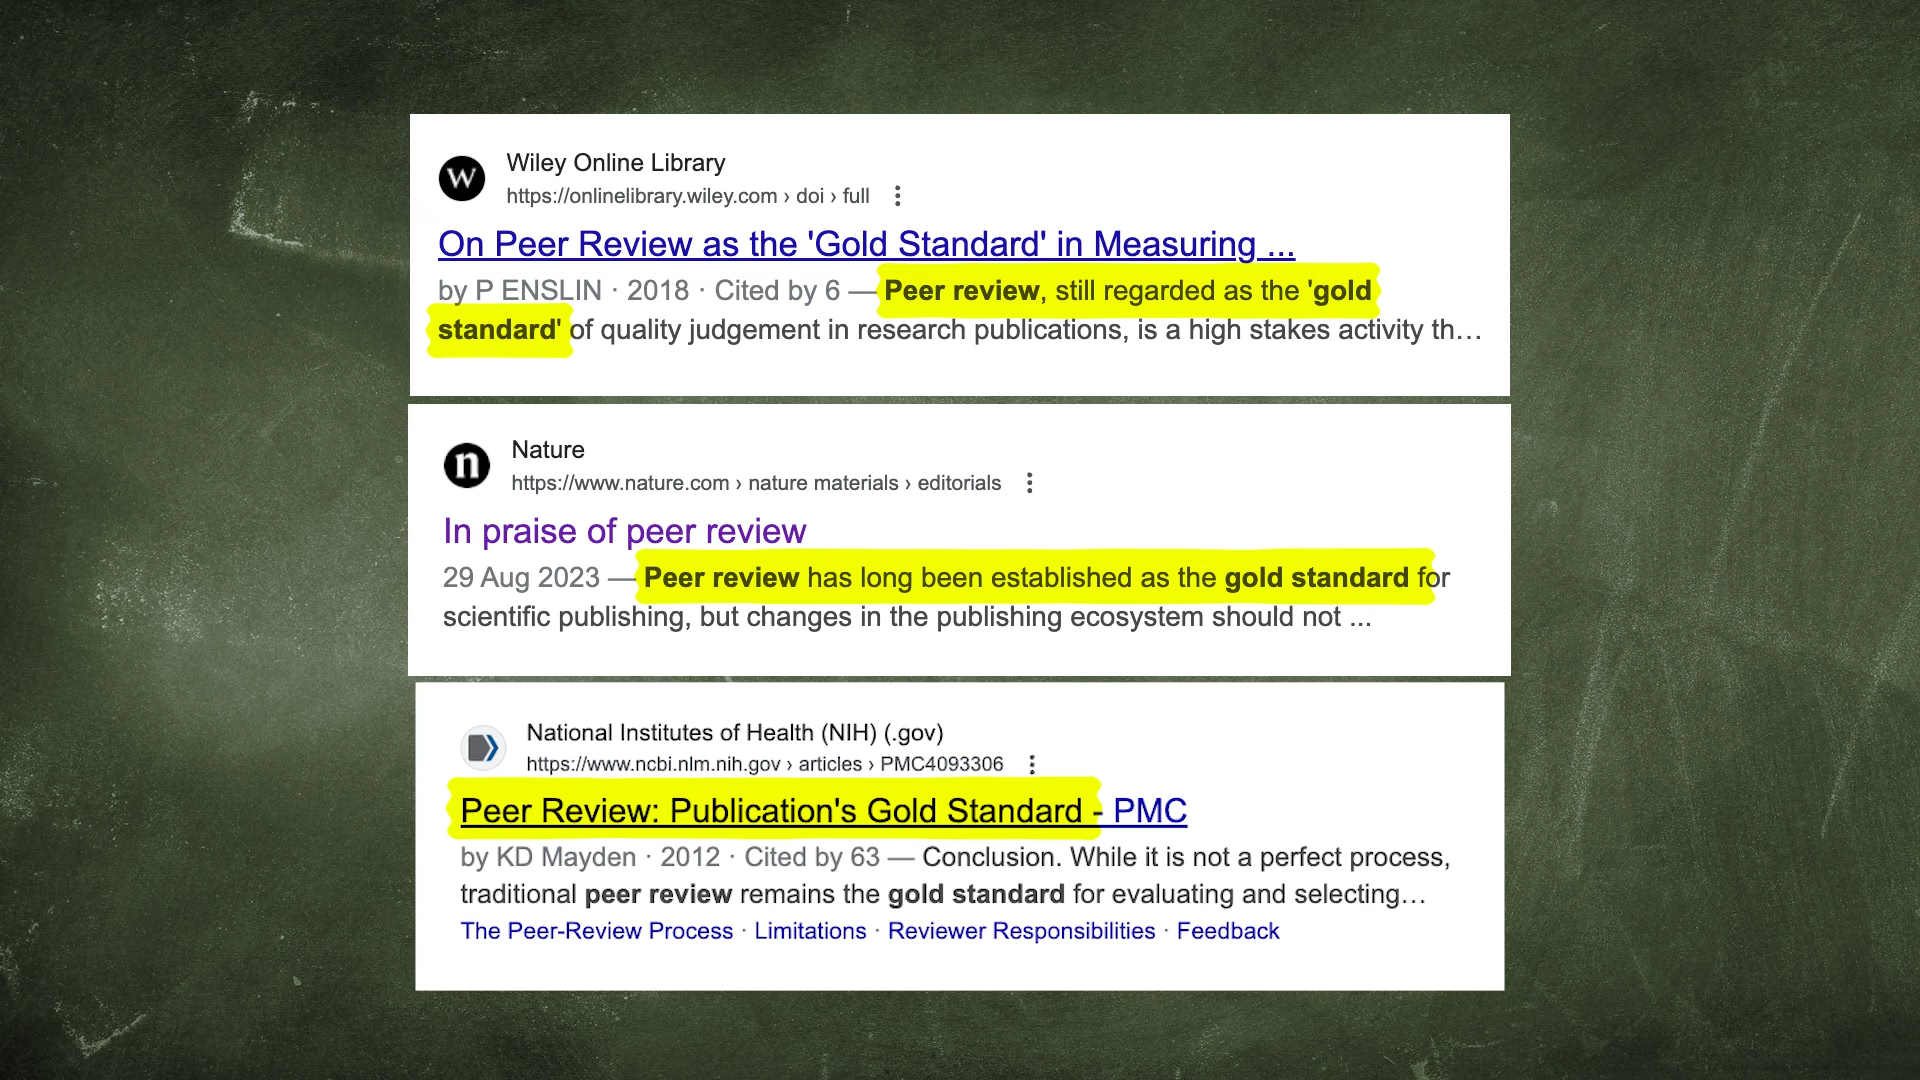 W
Wiley Online Library
https://onlinelibrary.wiley.com › doi › full
On Peer Review as the 'Gold Standard' in Measuring ...
by P ENSLIN · 2018 · Cited by 6 — Peer review, still regarded as the 'gold
standard' of quality judgement in research publications, is a high stakes activity th...
n
Nature
https://www.nature.com › nature materials › editorials
In praise of peer review
29 Aug 2023 — Peer review has long been established as the gold standard for
scientific publishing, but changes in the publishing ecosystem should not ...
National Institutes of Health (NIH) (.gov)
https://www.ncbi.nlm.nih.gov › articles › PMC4093306
Peer Review: Publication's Gold Standard - PMC
by KD Mayden · 2012 · Cited by 63 — Conclusion. While it is not a perfect process,
traditional peer review remains the gold standard for evaluating and selecting...
The Peer-Review Process · Limitations · Reviewer Responsibilities · Feedback